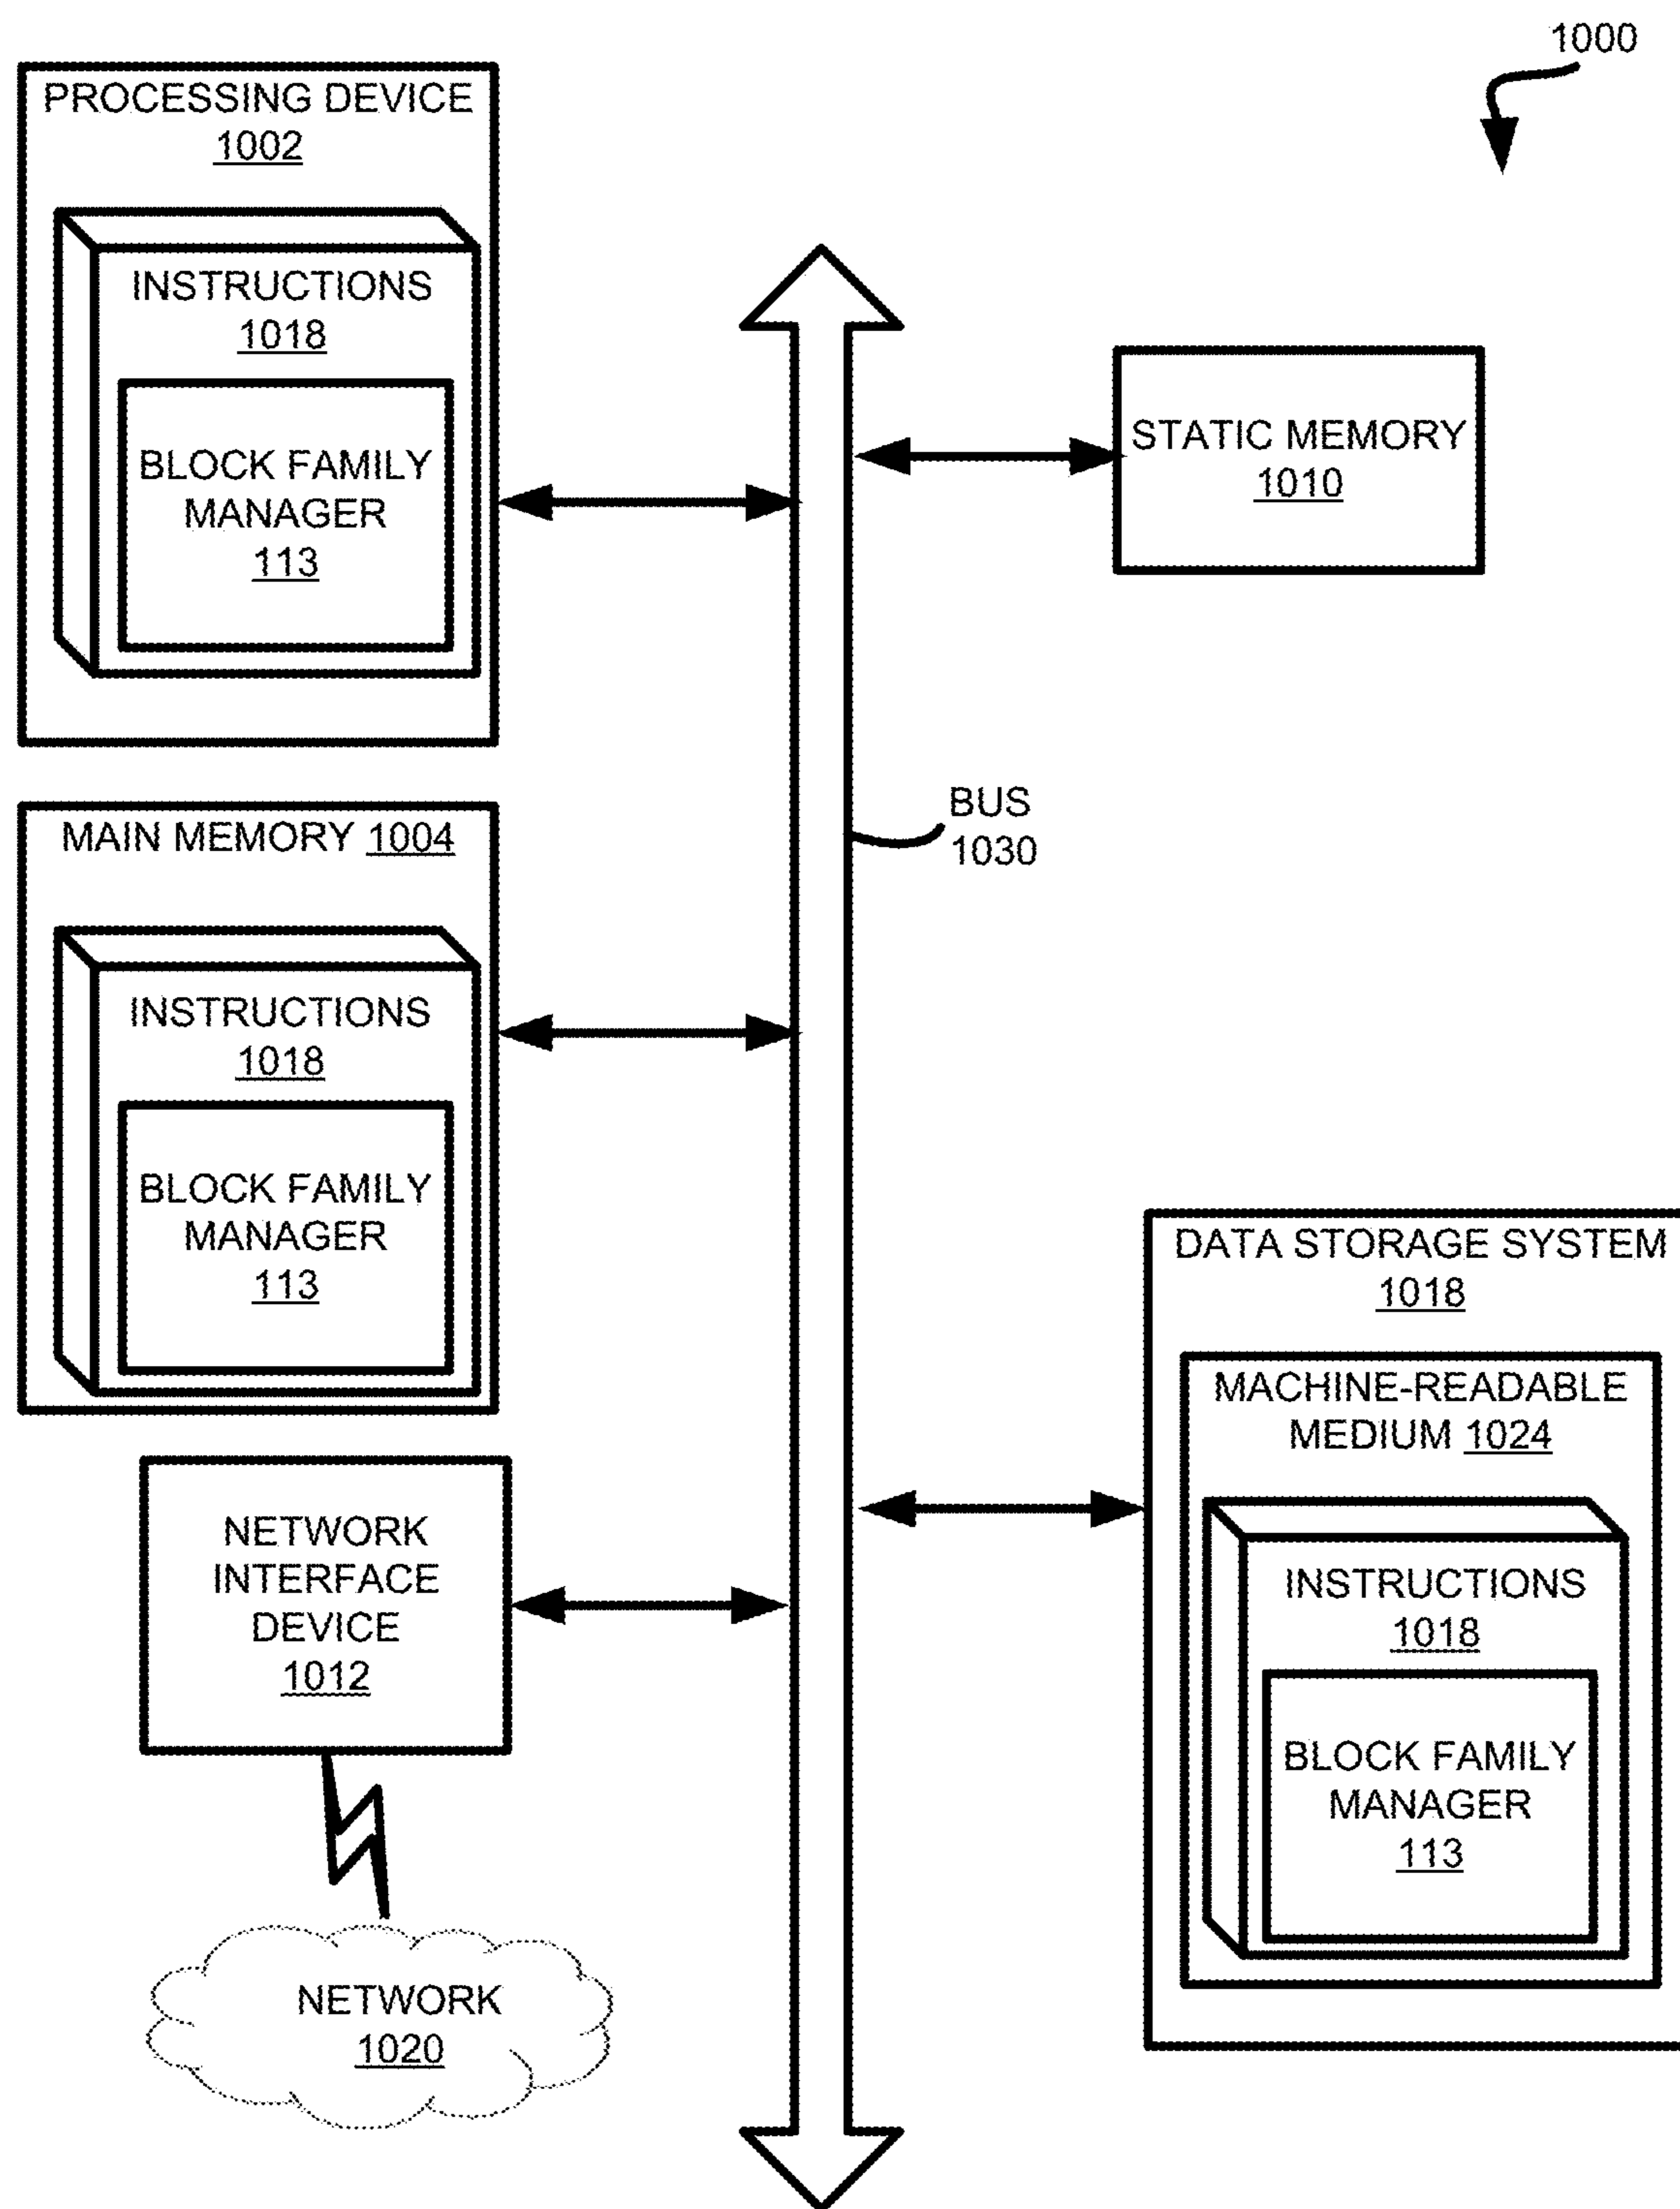 1000
PROCESSING DEVICE
1002
INSTRUCTIONS
1018
BLOCK FAMILY
MANAGER
113
STATIC MEMORY
1010
BUS
1030
MAIN MEMORY 1004
INSTRUCTIONS
1018
BLOCK FAMILY
MANAGER
113
DATA STORAGE SYSTEM
1018
MACHINE-READABLE
MEDIUM 1024
INSTRUCTIONS
1018
BLOCK FAMILY
MANAGER
113
NETWORK
INTERFACE
DEVICE
1012
NETWORK
1020